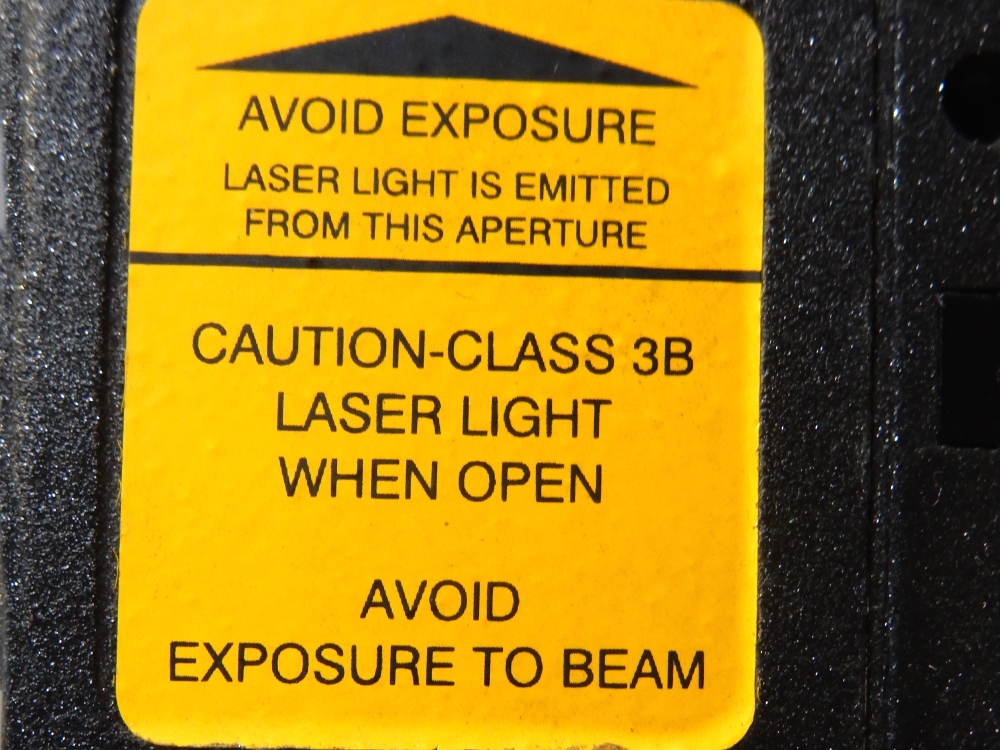 AVOID EXPOSURE
LASER LIGHT IS EMITTED
FROM THIS APERTURE
CAUTION-CLASS 3B
LASER LIGHT
WHEN OPEN
AVOID
EXPOSURE TO BEAM